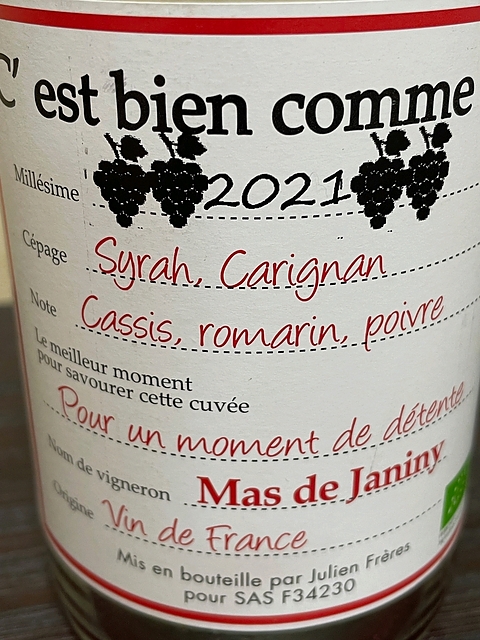 C' est bien comme
Millésime 2021
Cépage Syrah, Carignan
Note Cassis, romarin, poivre
Le meilleur moment
pour savourer cette cuvée
Pour un moment de détente
Nom de vigneron Mas de Janiny
Origine Vin de France
Mis en bouteille par Julien Frères
pour SAS F34230